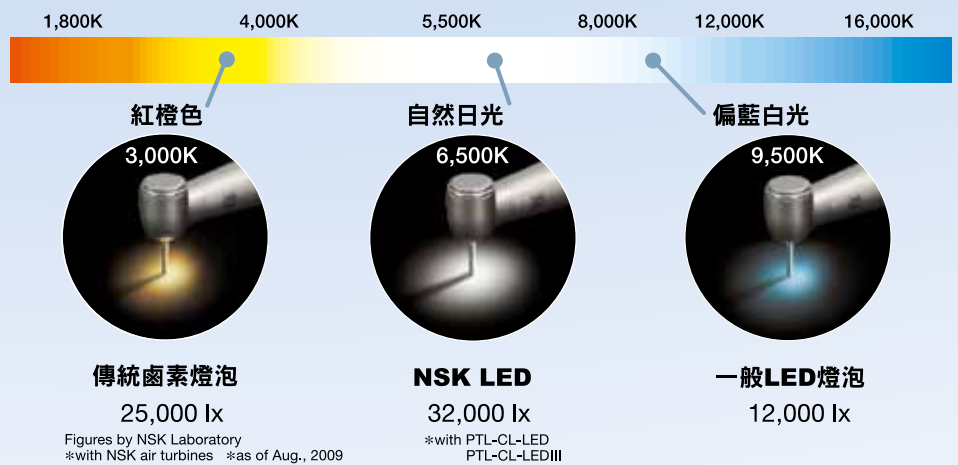 1,800K 4,000K 5,500K 8,000K 12,000K 16,000K
紅橙色 自然日光 偏藍白光
3,000K 6,500K 9,500K
傳統鹵素燈泡 NSK LED 一般LED燈泡
25,000 lx 32,000 lx 12,000 lx
Figures by NSK Laboratory
*with NSK air turbines *as of Aug., 2009
*with PTL-CL-LED
PTL-CL-LEDIII